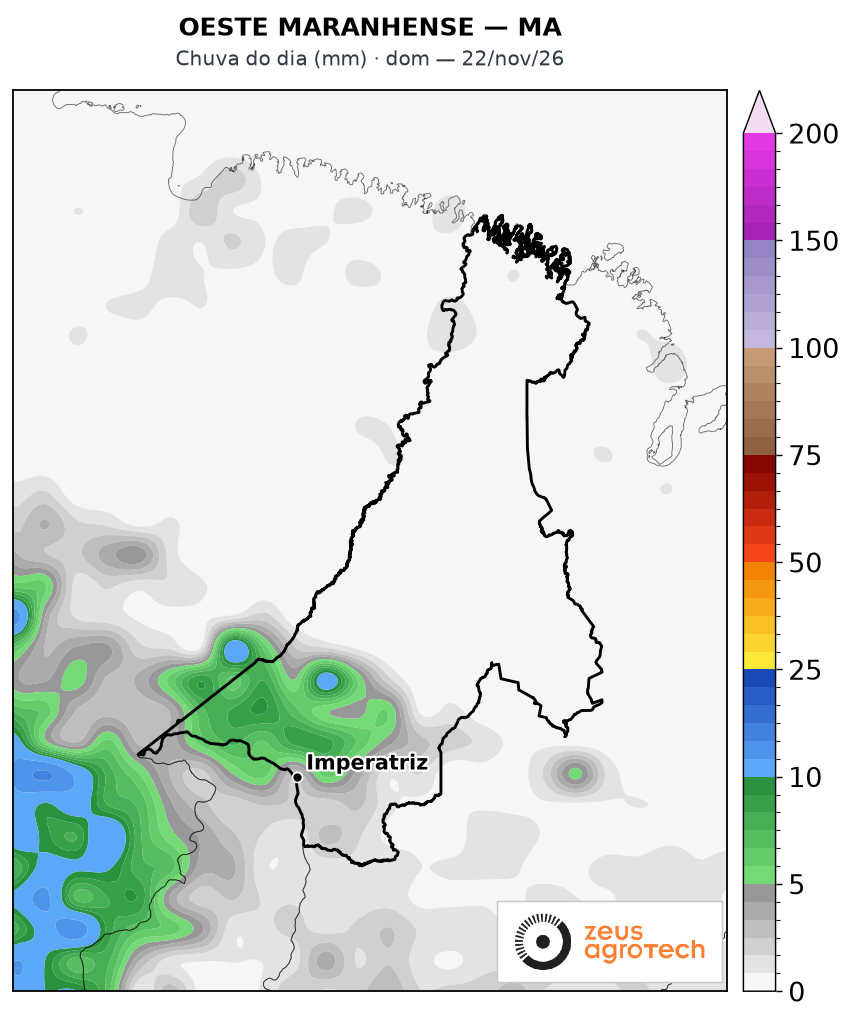 OESTE MARANHENSE — MA
Chuva do dia (mm) · dom — 22/nov/26
200
150
100
75
50
25
10
5
0
Imperatriz
zeus
agrotech